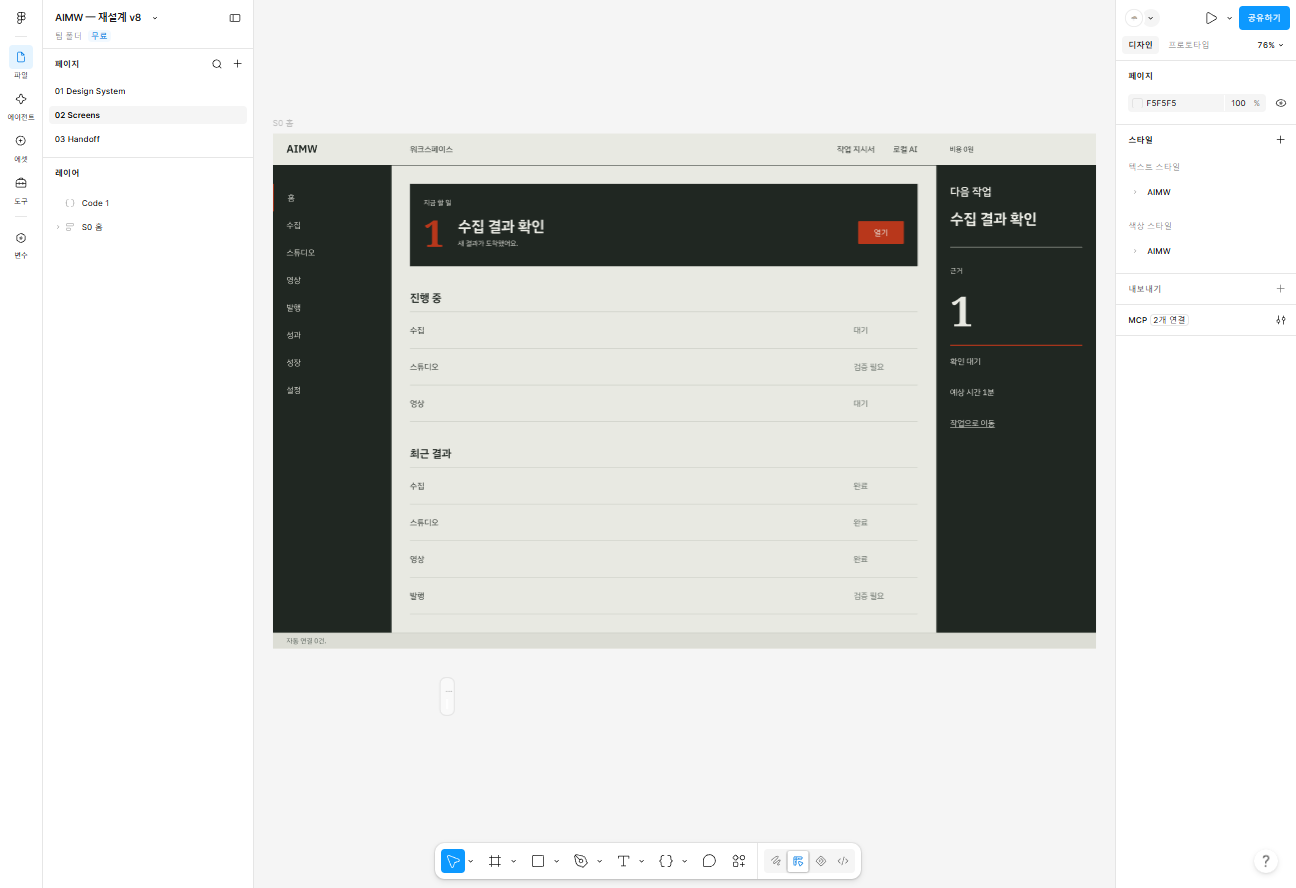 AIMW — 재설계 v8
팀 폴더 무료
페이지
01 Design System
02 Screens
03 Handoff
레이어
Code 1
S0 홈
파일
에이전트
에셋
도구
변수
S0 홈
AIMW
워크스페이스
작업 지시서
로컬 AI
비용 0원
홈
수집
스튜디오
영상
발행
성과
성장
설정
지금 할 일
1
수집 결과 확인
새 결과가 도착했어요.
열기
진행 중
수집 대기
스튜디오 검증 필요
영상 대기
최근 결과
수집 완료
스튜디오 완료
영상 완료
발행 검증 필요
다음 작업
수집 결과 확인
근거
1
확인 대기
예상 시간 1분
작업으로 이동
자동 연결 0건.
공유하기
디자인 프로토타입 76%
페이지
F5F5F5 100 %
스타일
텍스트 스타일
AIMW
색상 스타일
AIMW
내보내기
MCP 2개 연결
?